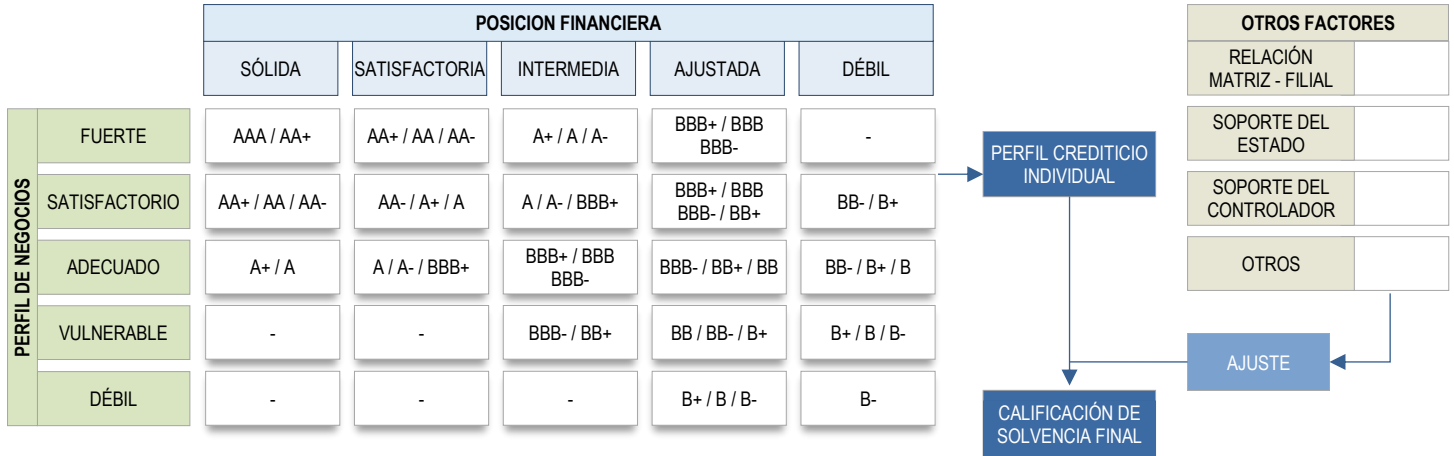 POSICION FINANCIERA
SÓLIDA
SATISFACTORIA
INTERMEDIA
AJUSTADA
DÉBIL
PERFIL DE NEGOCIOS
FUERTE
AAA / AA+
AA+ / AA / AA-
A+ / A / A-
BBB+ / BBB
BBB-
-
SATISFACTORIO
AA+ / AA / AA-
AA- / A+ / A
A / A- / BBB+
BBB+ / BBB
BBB- / BB+
BB- / B+
ADECUADO
A+ / A
A / A- / BBB+
BBB+ / BBB
BBB-
BBB- / BB+ / BB
BB- / B+ / B
VULNERABLE
-
-
BBB- / BB+
BB / BB- / B+
B+ / B / B-
DÉBIL
-
-
-
B+ / B / B-
B-
PERFIL CREDITICIO
INDIVIDUAL
CALIFICACIÓN DE
SOLVENCIA FINAL
OTROS FACTORES
RELACIÓN
MATRIZ - FILIAL
SOPORTE DEL
ESTADO
SOPORTE DEL
CONTROLADOR
OTROS
AJUSTE